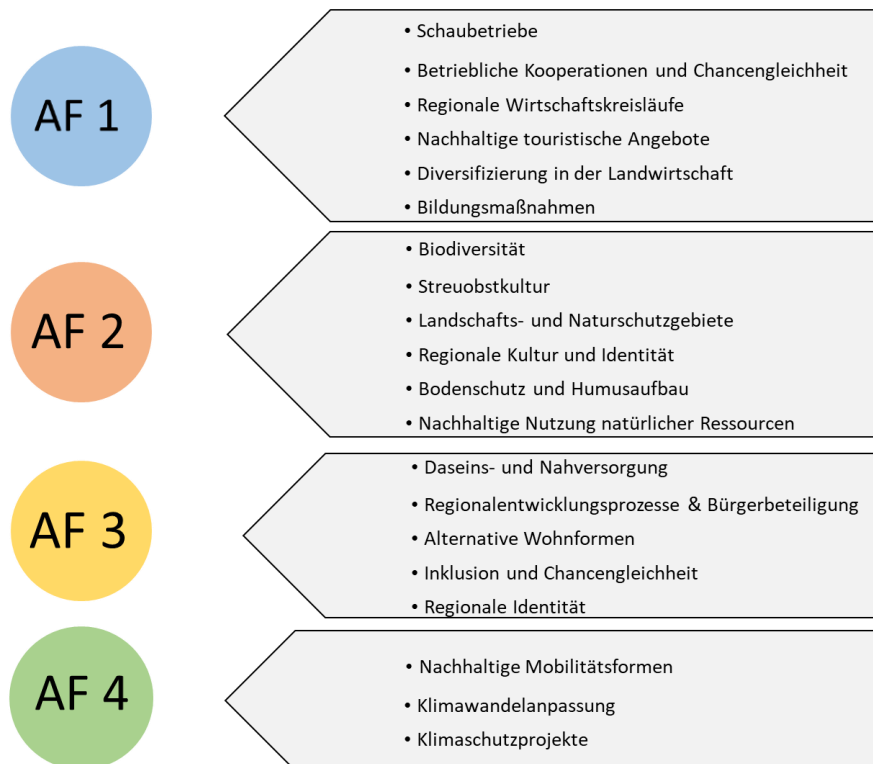 AF 1
• Schaubetriebe
• Betriebliche Kooperationen und Chancengleichheit
• Regionale Wirtschaftskreisläufe
• Nachhaltige touristische Angebote
• Diversifizierung in der Landwirtschaft
• Bildungsmaßnahmen
AF 2
• Biodiversität
• Streuobstkultur
• Landschafts- und Naturschutzgebiete
• Regionale Kultur und Identität
• Bodenschutz und Humusaufbau
• Nachhaltige Nutzung natürlicher Ressourcen
AF 3
• Daseins- und Nahversorgung
• Regionalentwicklungsprozesse & Bürgerbeteiligung
• Alternative Wohnformen
• Inklusion und Chancengleichheit
• Regionale Identität
AF 4
• Nachhaltige Mobilitätsformen
• Klimawandelanpassung
• Klimaschutzprojekte